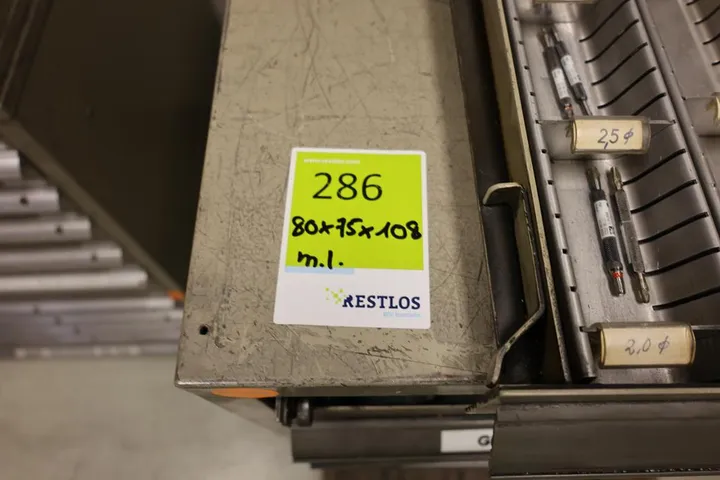 286
80x75x108
m.l.
RESTLOS
2,5 φ
2,0 φ
G